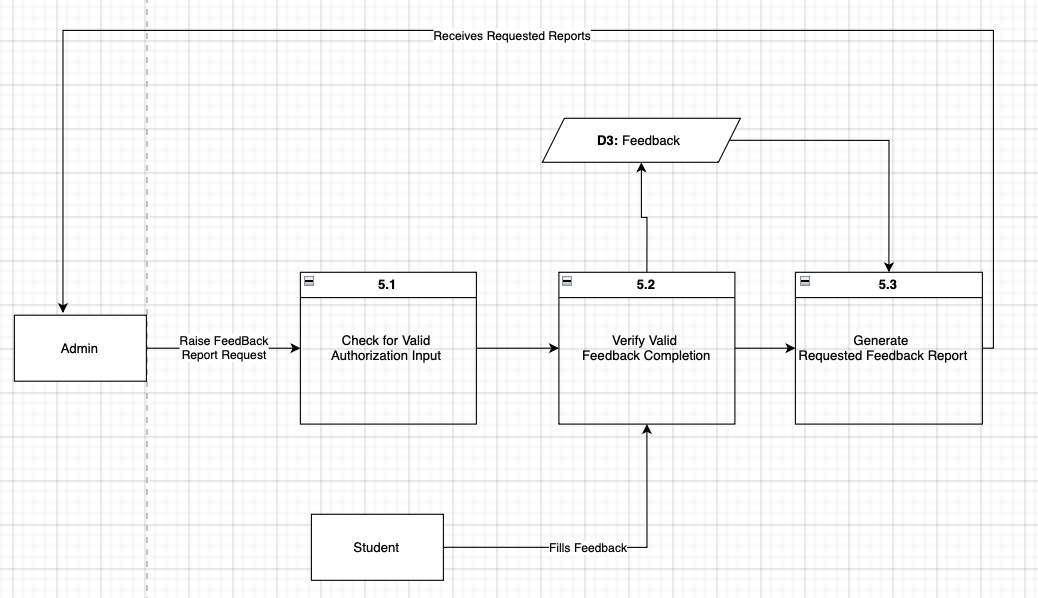 Receives Requested Reports
D3: Feedback
5.1
5.2
5.3
Admin
Raise FeedBack
Report Request
Check for Valid
Authorization Input
Verify Valid
Feedback Completion
Generate
Requested Feedback Report
Student
Fills Feedback